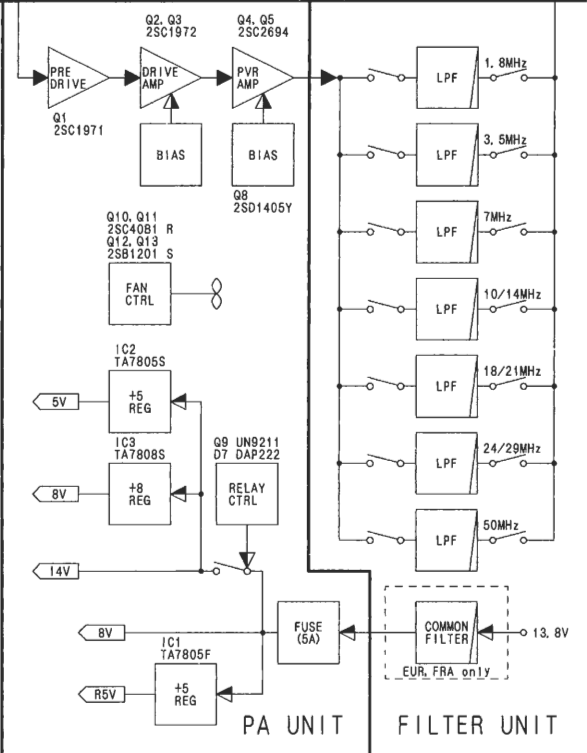 Q2, Q3
2SC1972
Q4, Q5
2SC2694
PRE
DRIVE
DRIVE
AMP
PVR
AMP
Q1
2SC1971
BIAS
BIAS
Q8
2SD1405Y
Q10, Q11
2SC40B1 R
Q12, Q13
2SB1201 S
FAN
CTRL
IC2
TA7805S
+5
REG
5V
IC3
TA7808S
+8
REG
8V
Q9 UN9211
D7 DAP222
RELAY
CTRL
14V
8V
FUSE
(5A)
IC1
TA7805F
+5
REG
R5V
PA UNIT
LPF
1.8MHz
LPF
3.5MHz
LPF
7MHz
LPF
10/14MHz
LPF
18/21MHz
LPF
24/29MHz
LPF
50MHz
COMMON
FILTER
13.8V
EUR, FRA only
FILTER UNIT